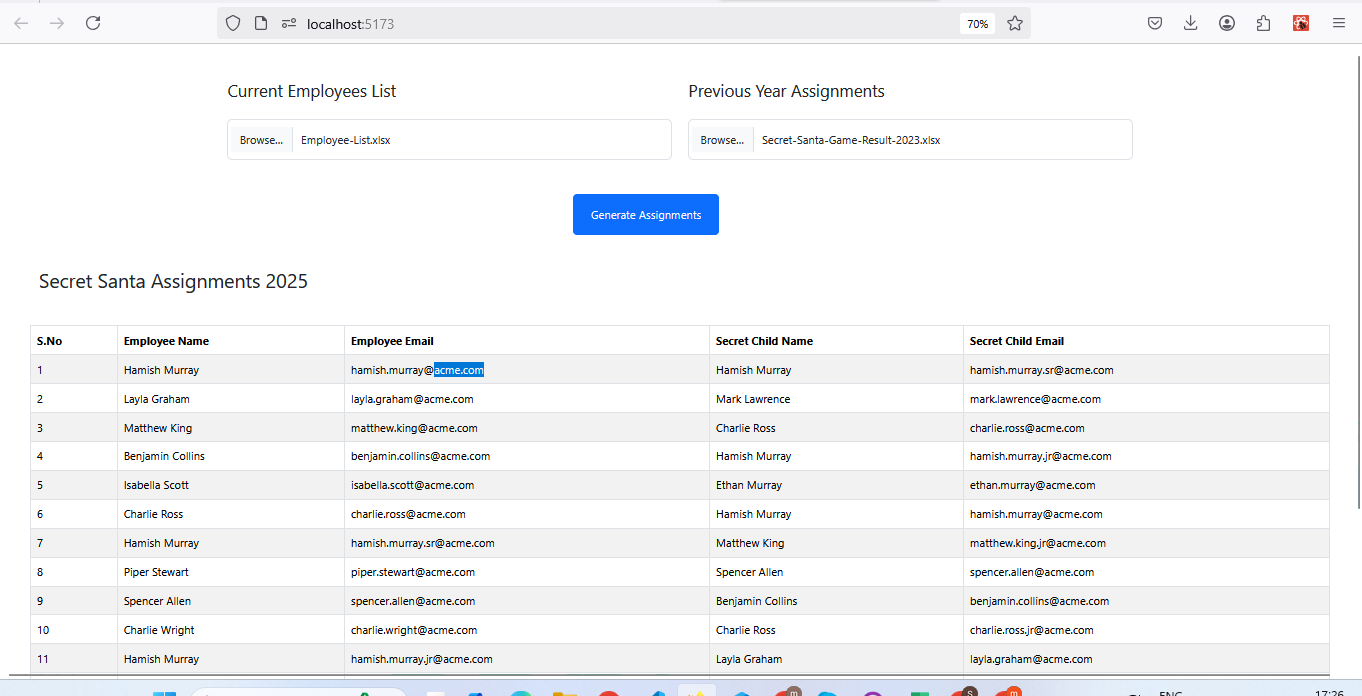 localhost:5173
70%
Current Employees List
Previous Year Assignments
Browse... Employee-List.xlsx
Browse... Secret-Santa-Game-Result-2023.xlsx
Generate Assignments
Secret Santa Assignments 2025
S.No Employee Name Employee Email Secret Child Name Secret Child Email
1 Hamish Murray hamish.murray@acme.com Hamish Murray hamish.murray.sr@acme.com
2 Layla Graham layla.graham@acme.com Mark Lawrence mark.lawrence@acme.com
3 Matthew King matthew.king@acme.com Charlie Ross charlie.ross@acme.com
4 Benjamin Collins benjamin.collins@acme.com Hamish Murray hamish.murray.jr@acme.com
5 Isabella Scott isabella.scott@acme.com Ethan Murray ethan.murray@acme.com
6 Charlie Ross charlie.ross@acme.com Hamish Murray hamish.murray@acme.com
7 Hamish Murray hamish.murray.sr@acme.com Matthew King matthew.king.jr@acme.com
8 Piper Stewart piper.stewart@acme.com Spencer Allen spencer.allen@acme.com
9 Spencer Allen spencer.allen@acme.com Benjamin Collins benjamin.collins@acme.com
10 Charlie Wright charlie.wright@acme.com Charlie Ross charlie.ross.jr@acme.com
11 Hamish Murray hamish.murray.jr@acme.com Layla Graham layla.graham@acme.com
m
S
m
ENG
17:26